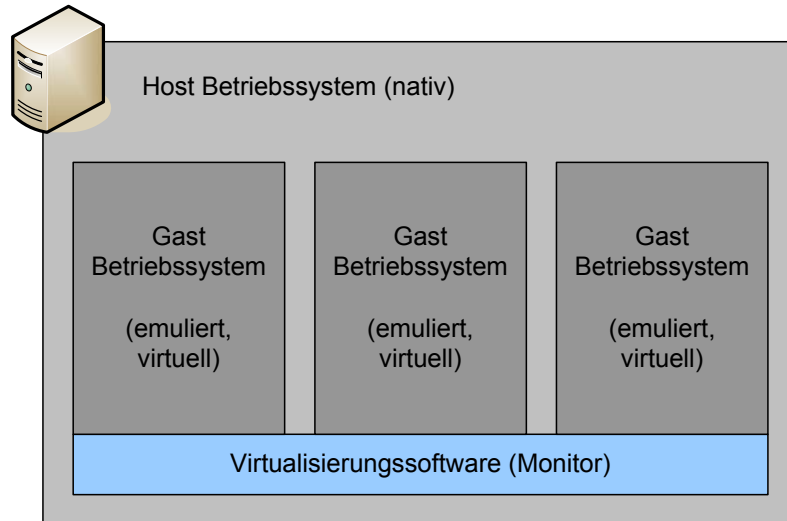 Host Betriebssystem (nativ)
Gast
Betriebssystem
(emuliert,
virtuell)
Gast
Betriebssystem
(emuliert,
virtuell)
Gast
Betriebssystem
(emuliert,
virtuell)
Virtualisierungssoftware (Monitor)